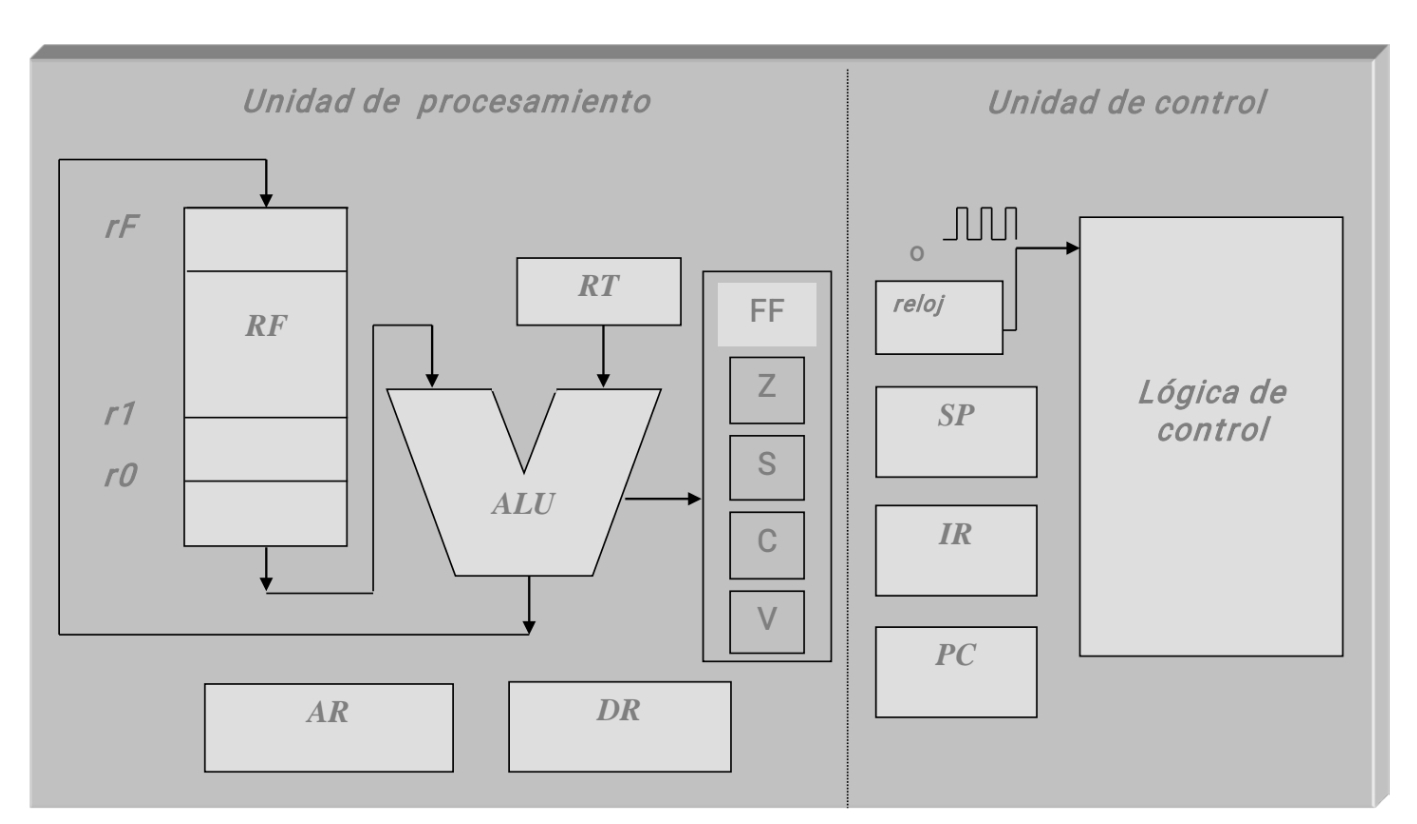 Unidad de procesamiento
Unidad de control
rF
RF
r1
r0
RT
ALU
FF
Z
S
C
V
AR
DR
o
reloj
SP
IR
PC
Lógica de
control